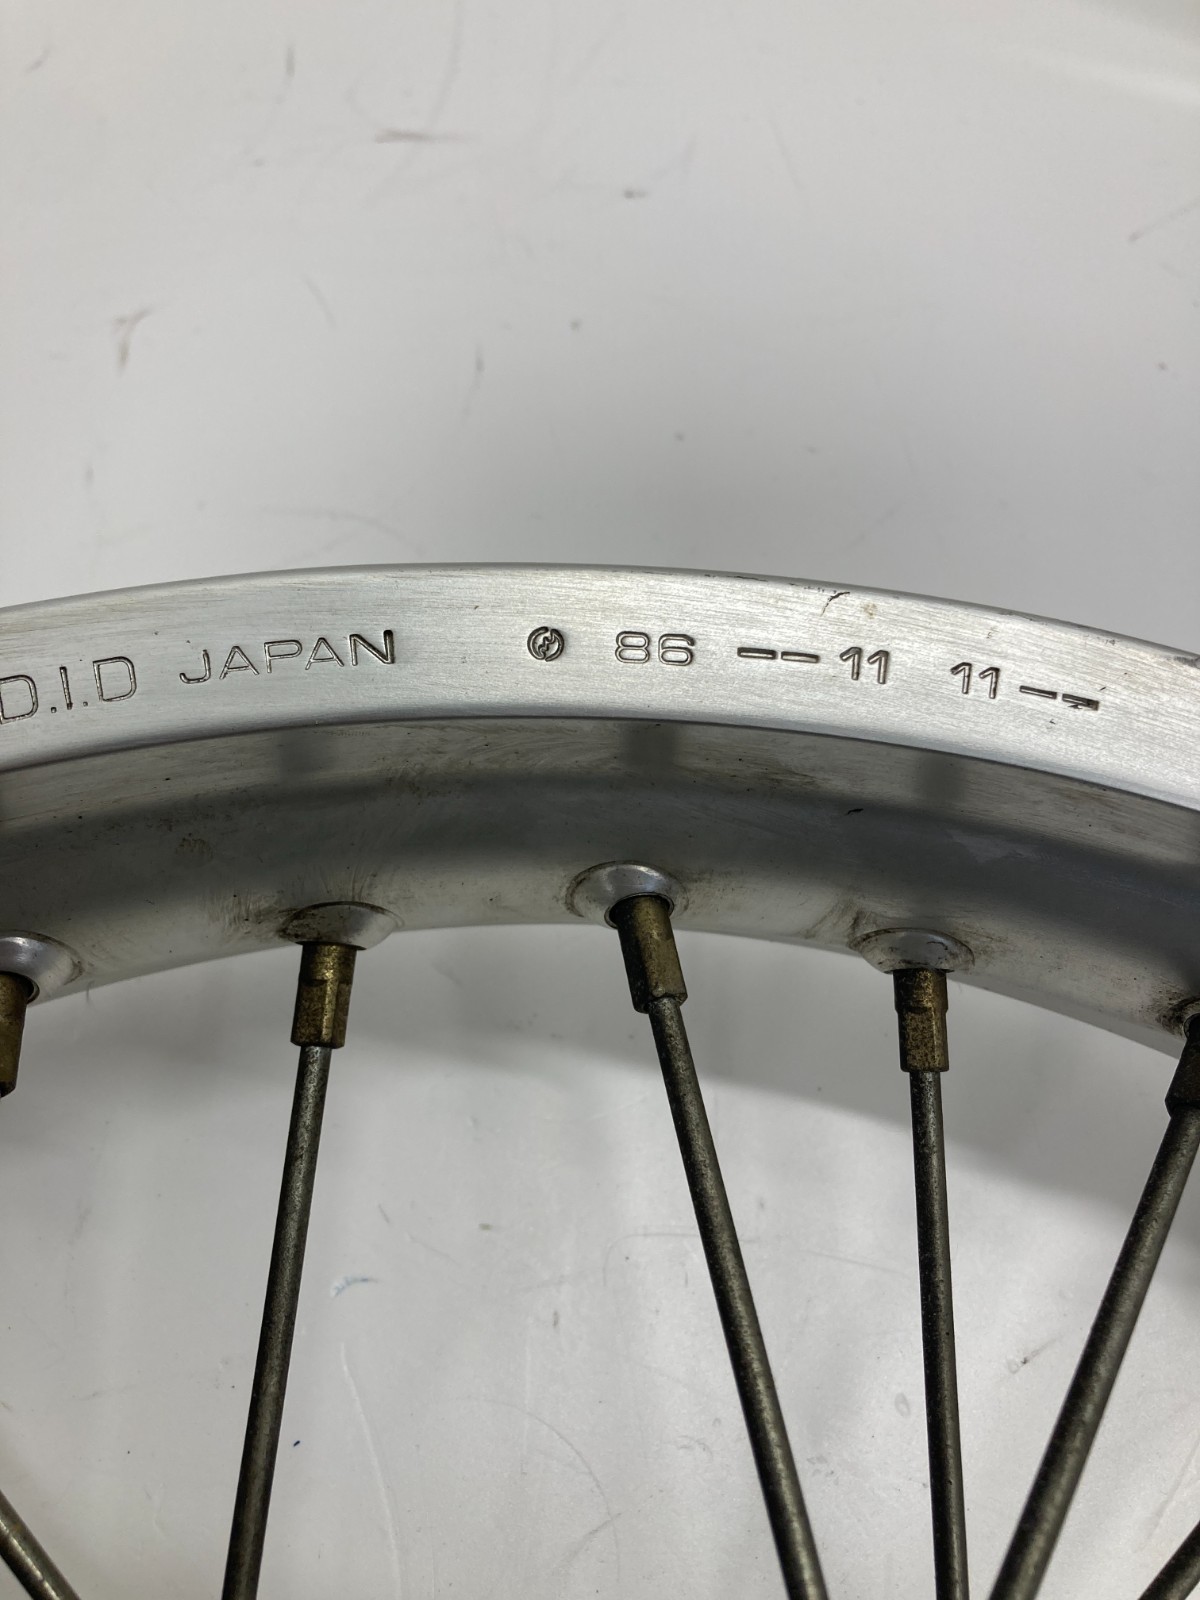 D.I.D JAPAN 86 --11 11--